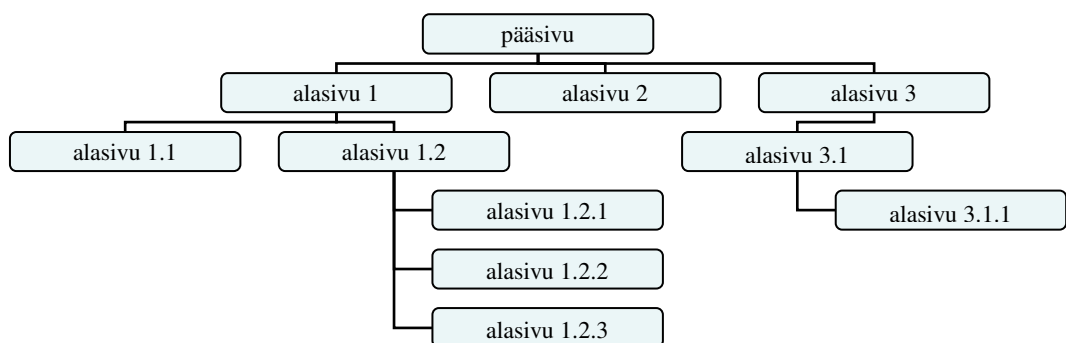 pääsivu
alasivu 1
alasivu 2
alasivu 3
alasivu 1.1
alasivu 1.2
alasivu 3.1
alasivu 1.2.1
alasivu 3.1.1
alasivu 1.2.2
alasivu 1.2.3